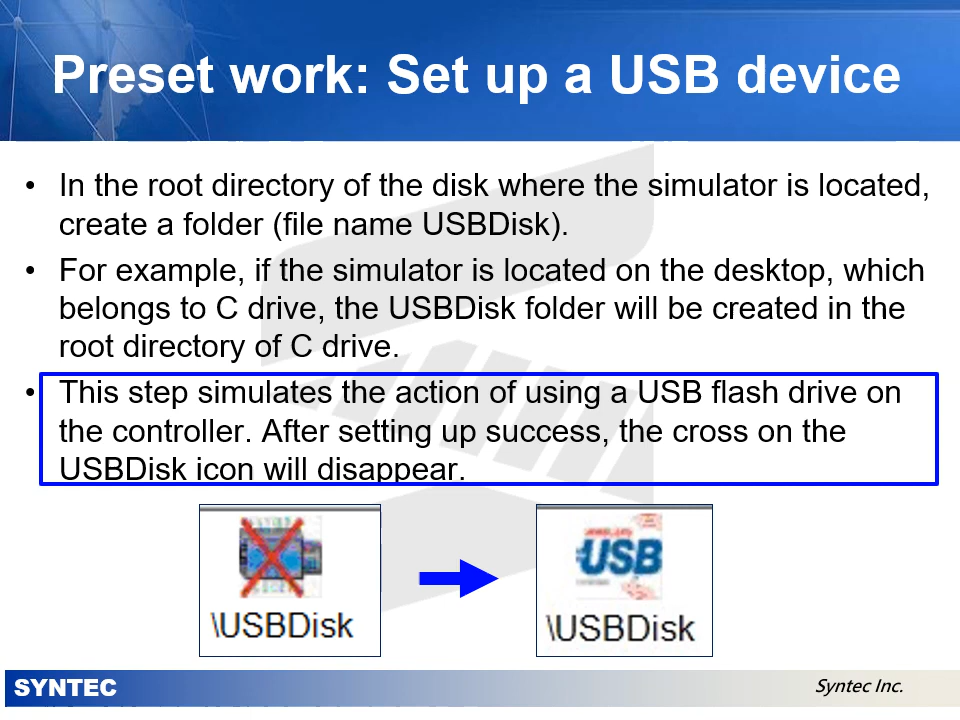 Preset work: Set up a USB device
• In the root directory of the disk where the simulator is located,
create a folder (file name USBDisk).
• For example, if the simulator is located on the desktop, which
belongs to C drive, the USBDisk folder will be created in the
root directory of C drive.
• This step simulates the action of using a USB flash drive on
the controller. After setting up success, the cross on the
USBDisk icon will disappear.
USB
\USBDisk
\USBDisk
SYNTEC
Syntec Inc.